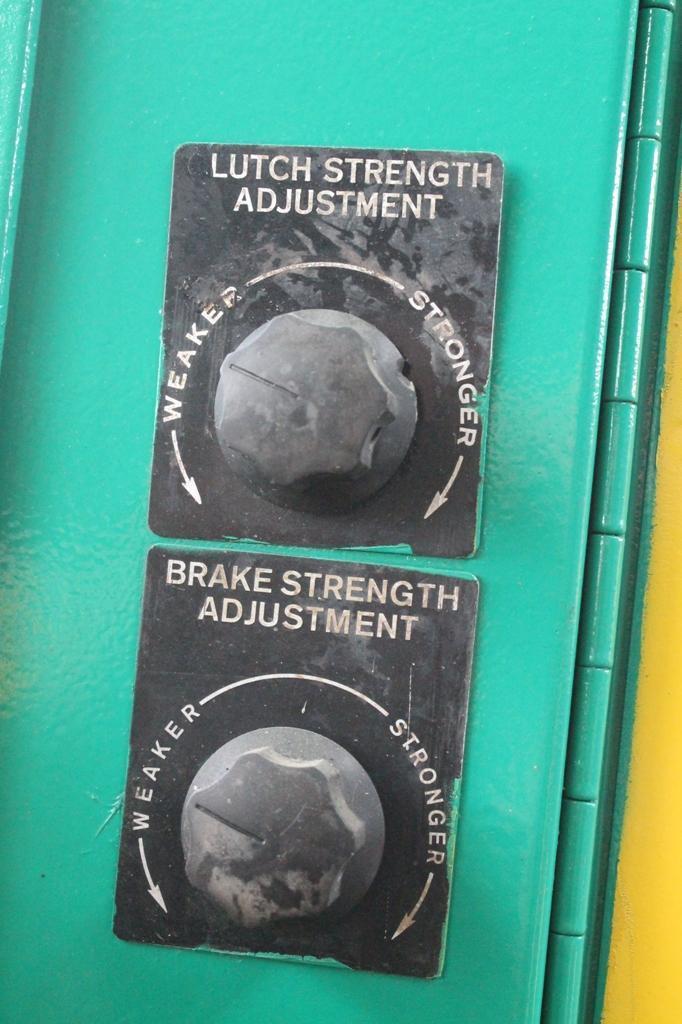 LUTCH STRENGTH
ADJUSTMENT
WEAKER
STRONGER
BRAKE STRENGTH
ADJUSTMENT
WEAKER
STRONGER